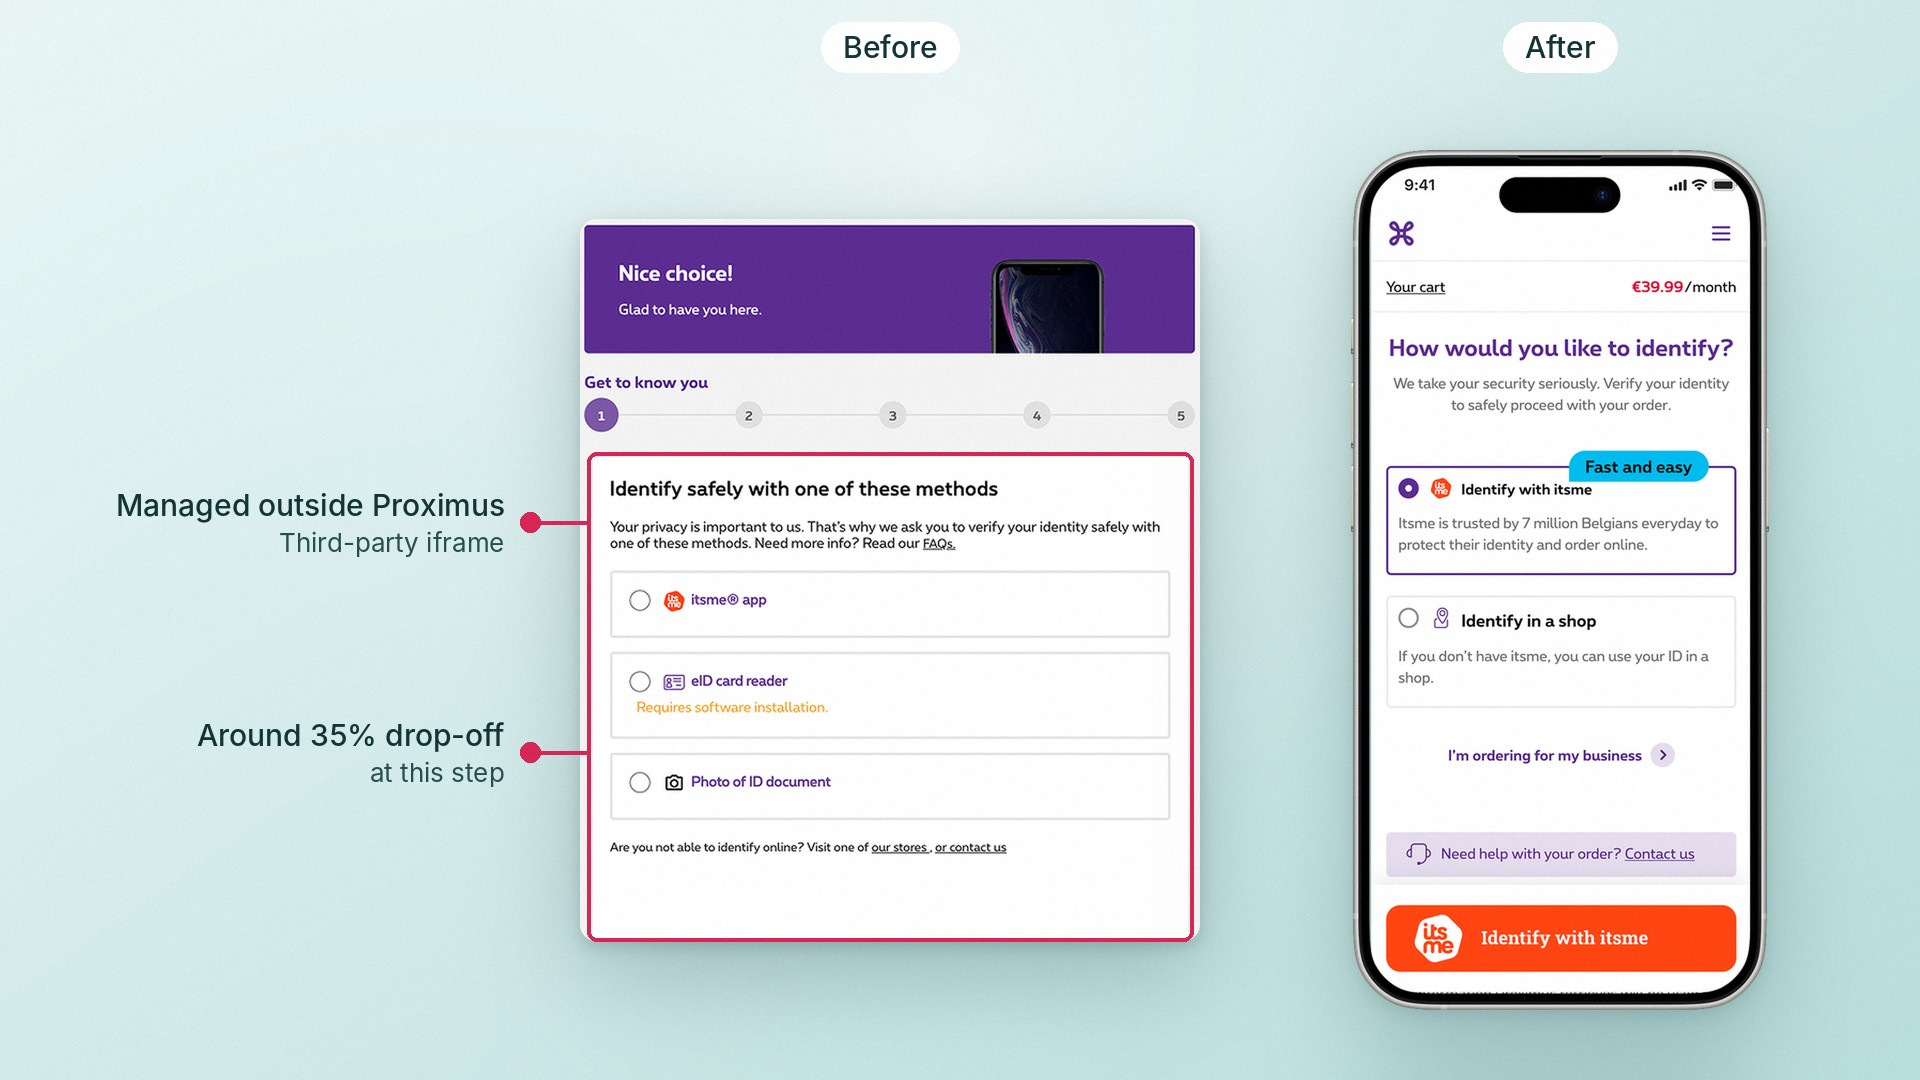 Before
After
Nice choice!
Glad to have you here.
Get to know you
1
2
3
4
5
Managed outside Proximus
Third-party iframe
Around 35% drop-off
at this step
Identify safely with one of these methods
Your privacy is important to us. That's why we ask you to verify your identity safely with
one of these methods. Need more info? Read our FAQs.
its me
itsme® app
eID card reader
Requires software installation.
Photo of ID document
Are you not able to identify online? Visit one of our stores , or contact us
9:41
Your cart
€39.99/month
How would you like to identify?
We take your security seriously. Verify your identity
to safely proceed with your order.
Fast and easy
its me
Identify with itsme
Itsme is trusted by 7 million Belgians everyday to
protect their identity and order online.
Identify in a shop
If you don't have itsme, you can use your ID in a
shop.
I'm ordering for my business
Need help with your order? Contact us
its me
Identify with itsme